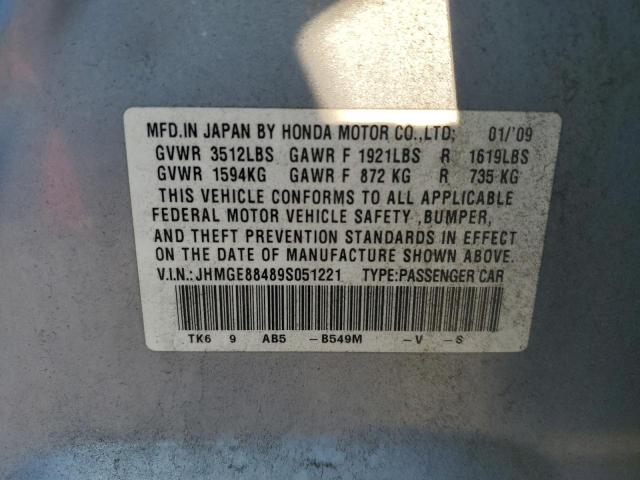 MFD.IN JAPAN BY HONDA MOTOR CO.,LTD; 01/'09
GVWR 3512LBS GAWR F 1921LBS R 1619LBS
GVWR 1594KG GAWR F 872 KG R 735 KG
THIS VEHICLE CONFORMS TO ALL APPLICABLE
FEDERAL MOTOR VEHICLE SAFETY ,BUMPER,
AND THEFT PREVENTION STANDARDS IN EFFECT
ON THE DATE OF MANUFACTURE SHOWN ABOVE.
V.I.N.:JHMGE88489S051221 TYPE:PASSENGER CAR
TK6 9 AB5 -B549M -V -S